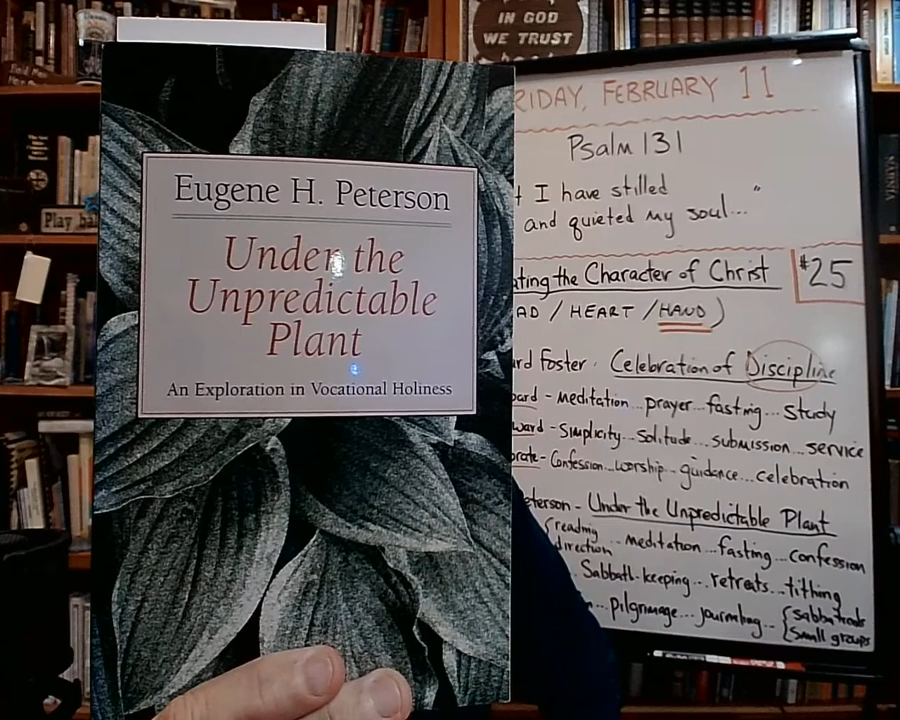 IN GOD
WE TRUST
Play ba
Eugene H. Peterson
Under the
Unpredictable
Plant
An Exploration in Vocational Holiness
RIDAY, FEBRUARY 11
Psalm 131
I have stilled
and quieted my soul..."
ating the Character of Christ
$25
AD / HEART / HAND)
ard Foster. Celebration of Discipline
ward - meditation...prayer...fasting...study
ward - Simplicity...Solitude...submission...service
orate - Confession...worship...guidance...celebration
eterson - Under the Unpredictable Plant
reading
direction
meditation...fasting...confession
Sabbath-keeping...retreats...tithing
pilgrimage...journaling...
Small groups